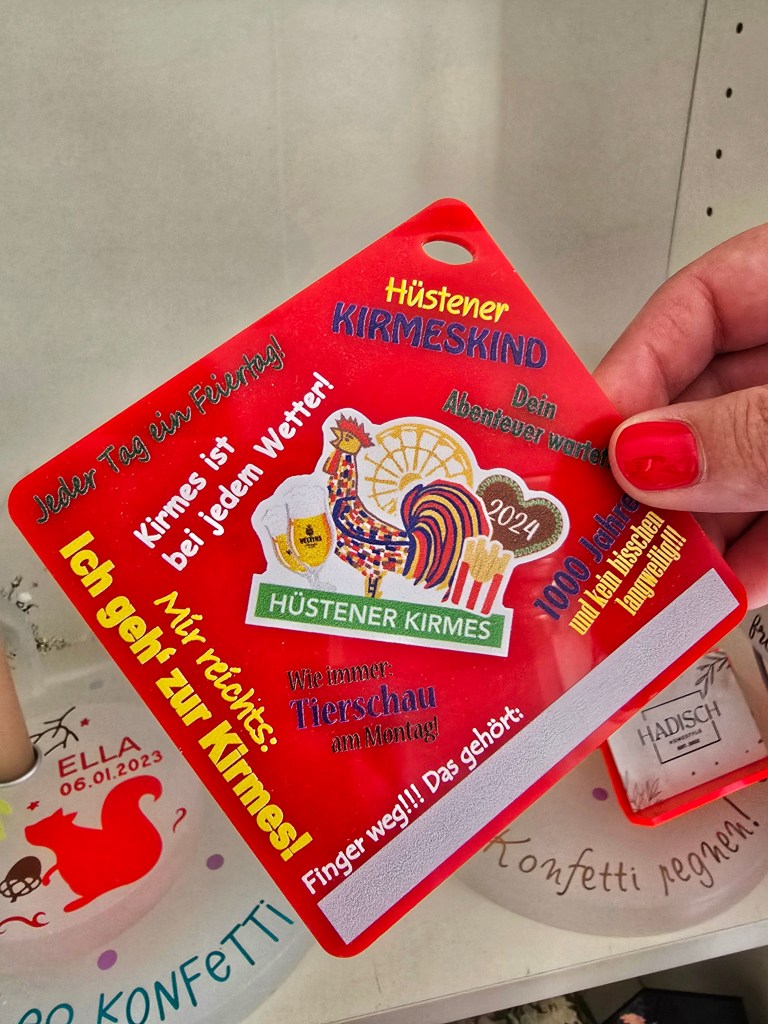 Hüstener
KIRMESKIND
Jeder Tag ein Feiertag!
Dein
Abenteuer wartet
Kirmes ist
bei jedem Wetter!
2024
VELTINS
HÜSTENER KIRMES
1000 Jahre
und kein bisschen
langweilig!!
Mir reichts:
Ich geh' zur Kirmes!
Wie immer:
Tierschau
am Montag!
Finger weg!!! Das gehört:
ELLA
06.01.2023
KONFETTI
HADISCH
HOMESTYLE
Konfetti regnen!